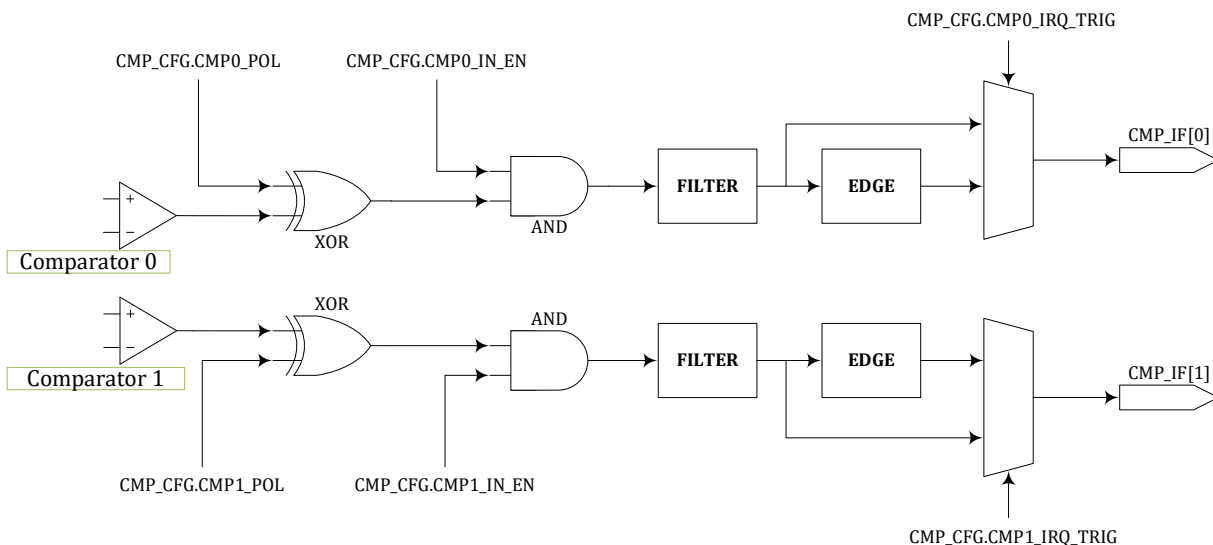 CMP_CFG.CMP0_IRQ_TRIG
CMP_CFG.CMP0_POL
CMP_CFG.CMP0_IN_EN
CMP_IF[0]
FILTER
EDGE
+
−
AND
XOR
Comparator 0
XOR
AND
+
−
FILTER
EDGE
Comparator 1
CMP_IF[1]
CMP_CFG.CMP1_POL
CMP_CFG.CMP1_IN_EN
CMP_CFG.CMP1_IRQ_TRIG